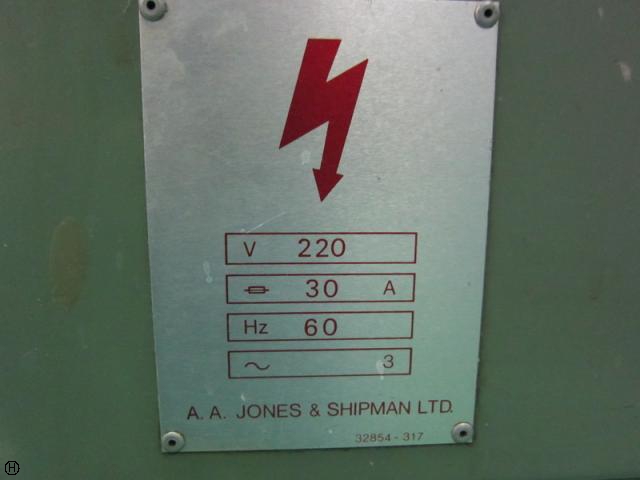 V 220
30 A
Hz 60
~ 3
A. A. JONES & SHIPMAN LTD.
32854-317
H